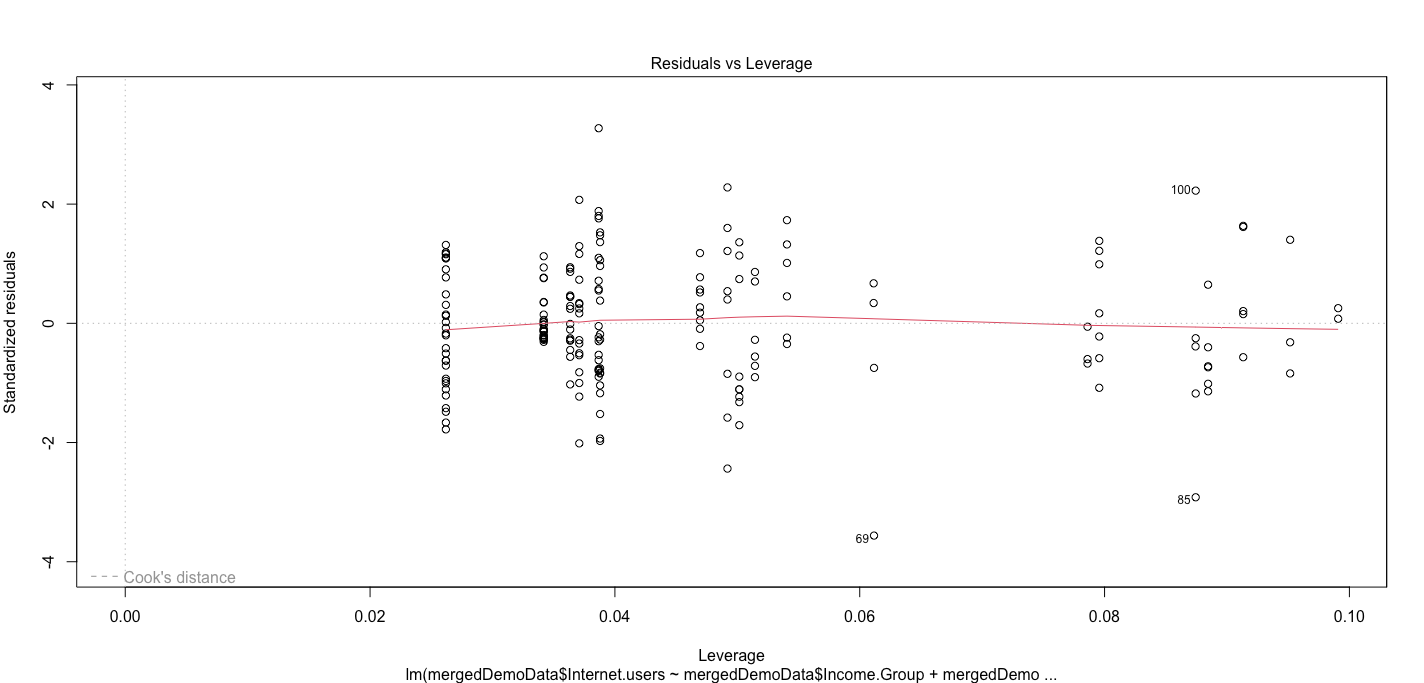 Residuals vs Leverage
Standardized residuals
4
2
0
-2
-4
100
85
69
Cook's distance
0.00 0.02 0.04 0.06 0.08 0.10
Leverage
lm(mergedDemoData$Internet.users ~ mergedDemoData$Income.Group + mergedDemo ...